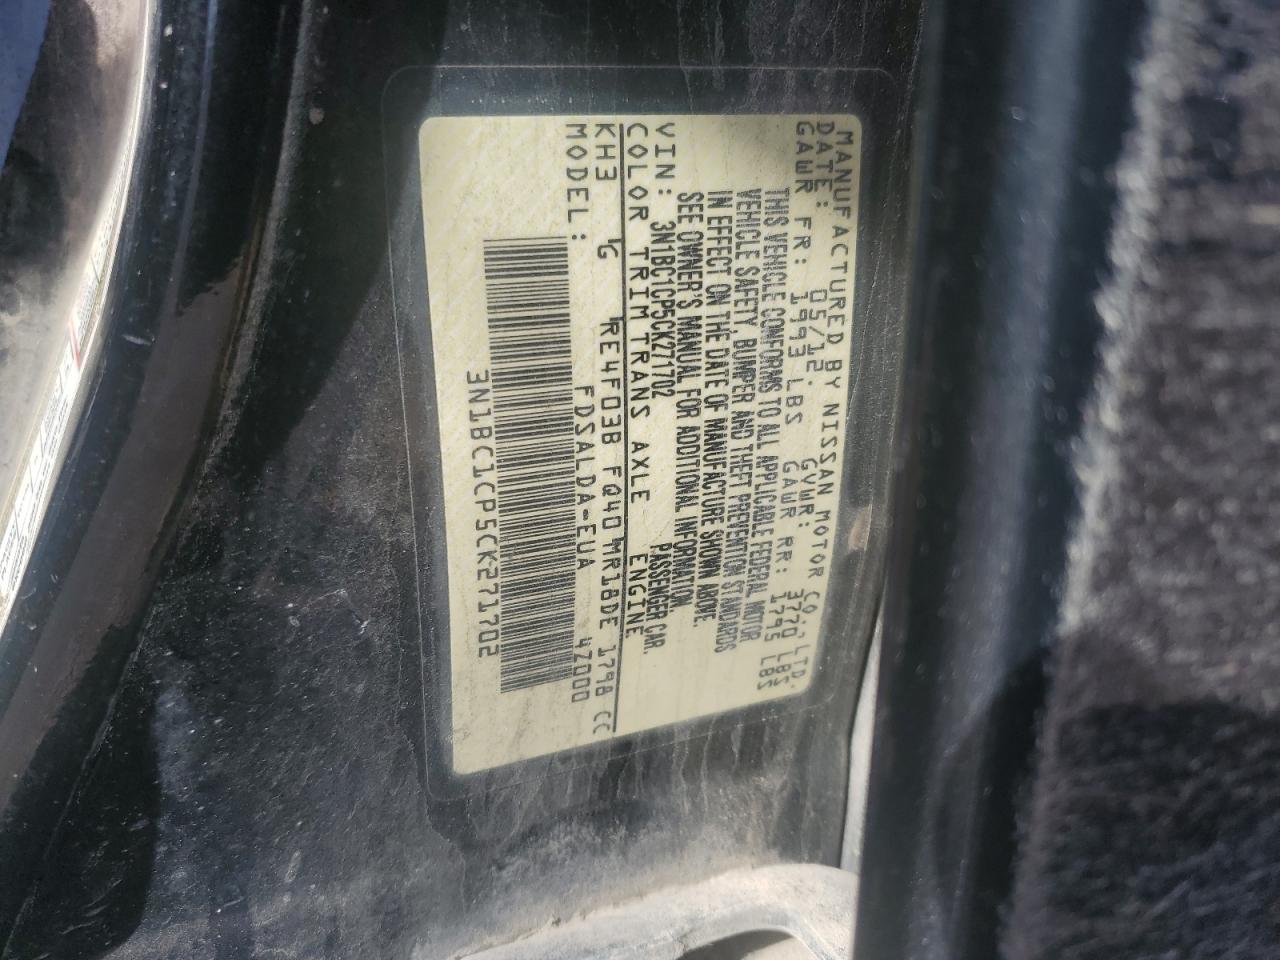 MANUFACTURED BY NISSAN MOTOR CO., LTD.
DATE: 05/12 GVWR: 3770 LBS
GAWR FR: 1993 LBS GAWR RR: 1795 LBS
THIS VEHICLE CONFORMS TO ALL APPLICABLE FEDERAL MOTOR
VEHICLE SAFETY, BUMPER AND THEFT PREVENTION STANDARDS
IN EFFECT ON THE DATE OF MANUFACTURE SHOWN ABOVE.
SEE OWNER'S MANUAL FOR ADDITIONAL INFORMATION.
VIN: 3N1BC1CP5CK271702 PASSENGER CAR.
COLOR TRIM TRANS AXLE ENGINE
KH3 G RE4F03B FQ40 MR18DE 1798 CC
MODEL: FDSALDA-EUA 4Z000
3N1BC1CP5CK271702